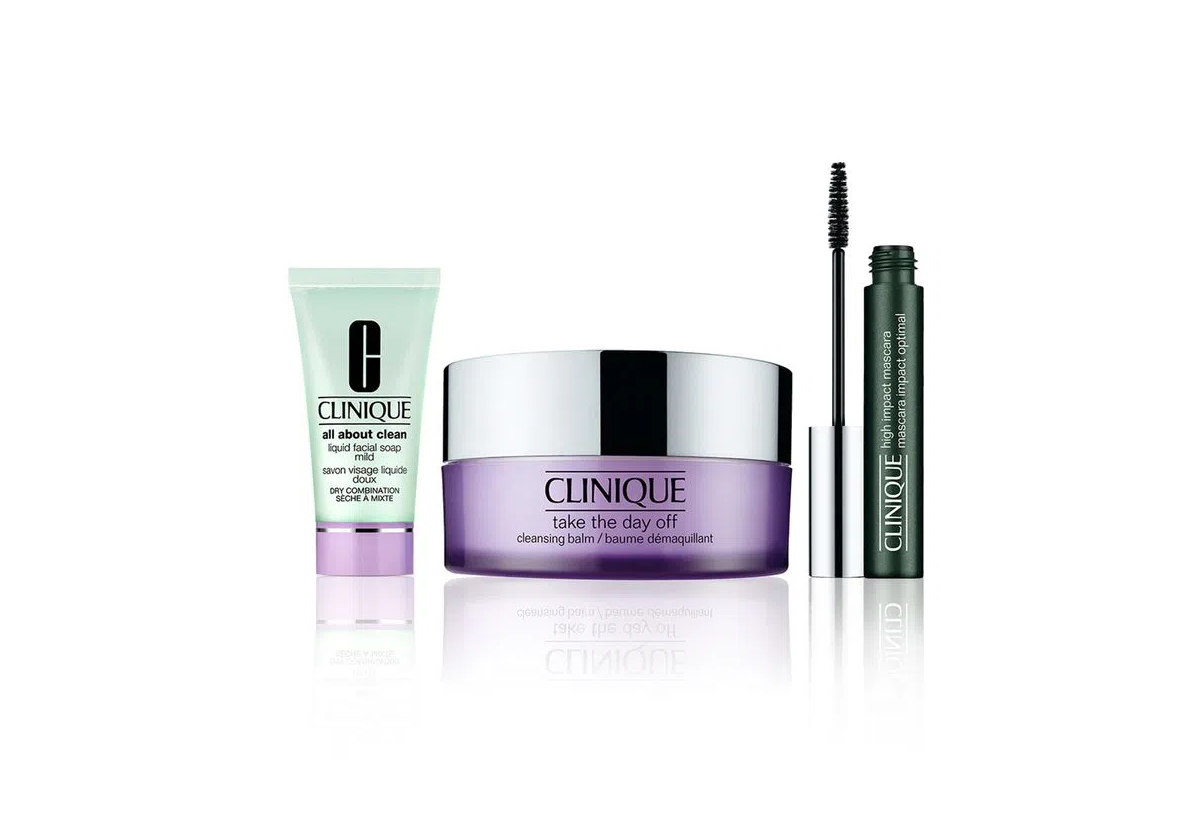 CLINIQUE
all about clean
liquid facial soap
mild
savon visage liquide
doux
DRY COMBINATION
SÈCHE À MIXTE
CLINIQUE
take the day off
cleansing balm / baume démaquillant
CLINIQUE
high impact mascara
mascara impact optimal